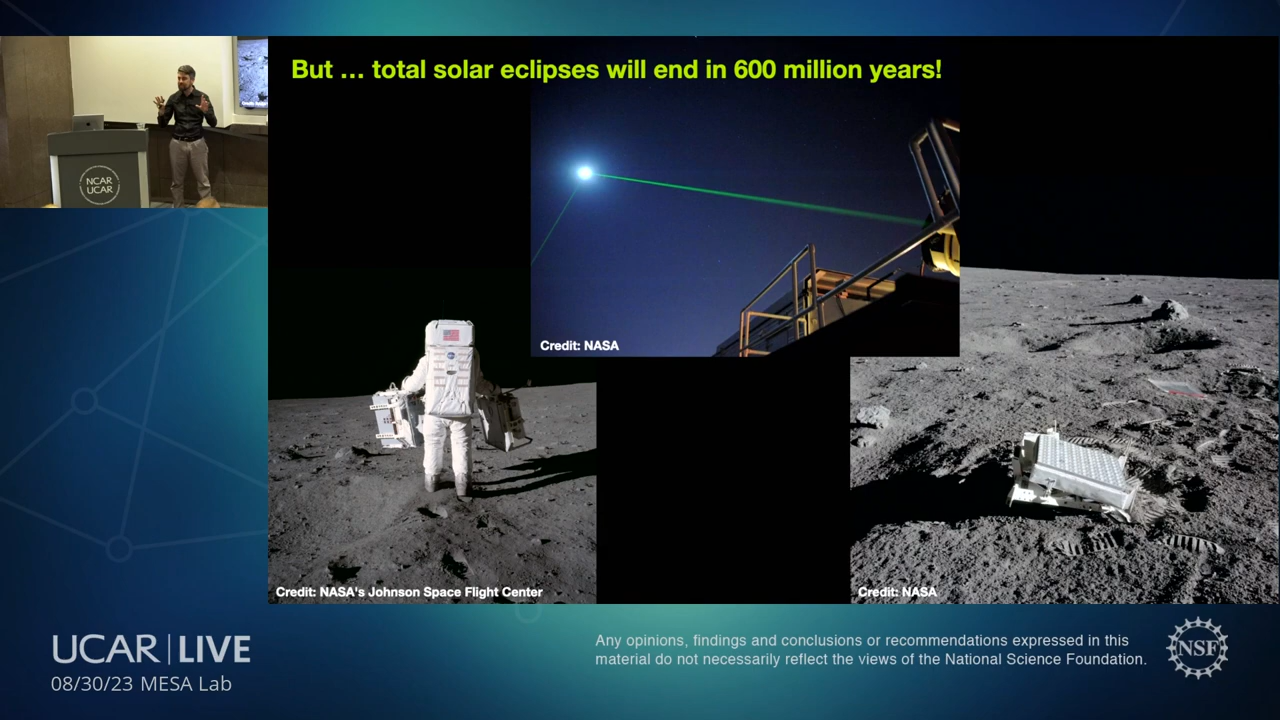 But ... total solar eclipses will end in 600 million years!
NCAR
UCAR
Credit: NASA
Credit: NASA's Johnson Space Flight Center
Credit: NASA
UCAR | LIVE
08/30/23 MESA Lab
Any opinions, findings and conclusions or recommendations expressed in this
material do not necessarily reflect the views of the National Science Foundation.
NSF